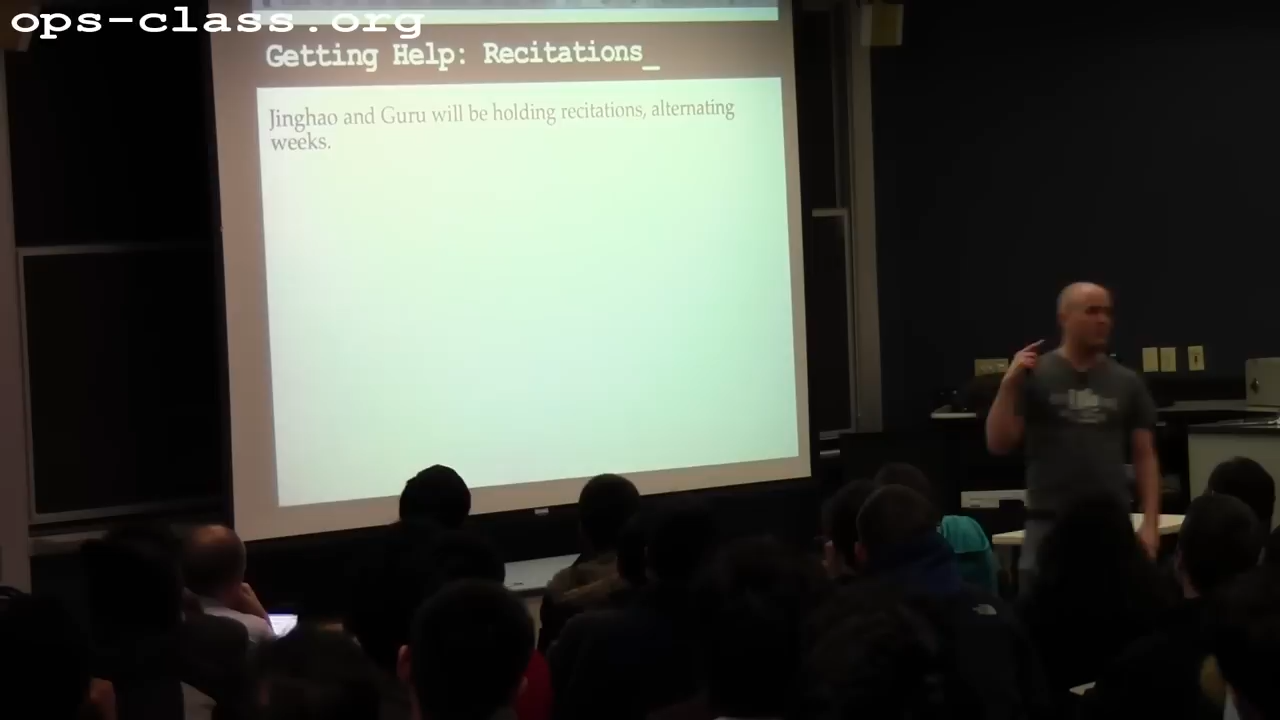 ops-class.org
Getting Help: Recitations_
Jinghao and Guru will be holding recitations, alternating
weeks.